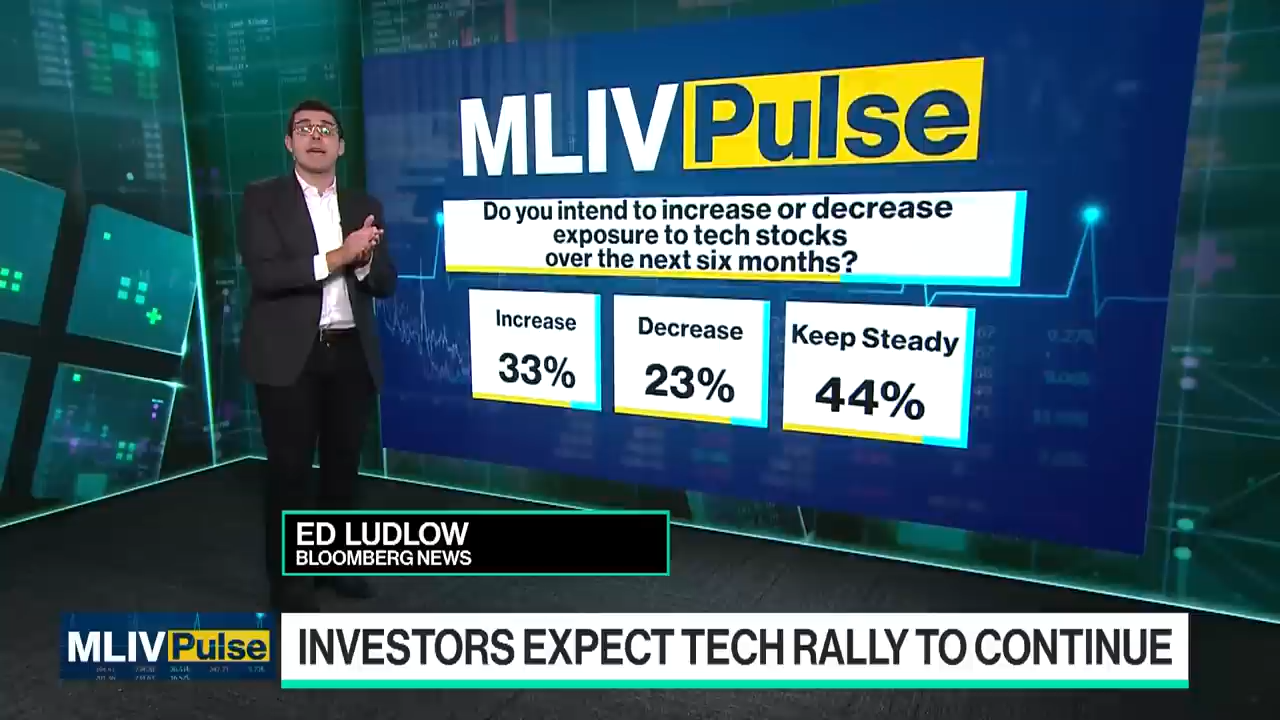 MLIV Pulse
Do you intend to increase or decrease
exposure to tech stocks
over the next six months?
Increase
33%
Decrease
23%
Keep Steady
44%
ED LUDLOW
BLOOMBERG NEWS
MLIV Pulse
INVESTORS EXPECT TECH RALLY TO CONTINUE